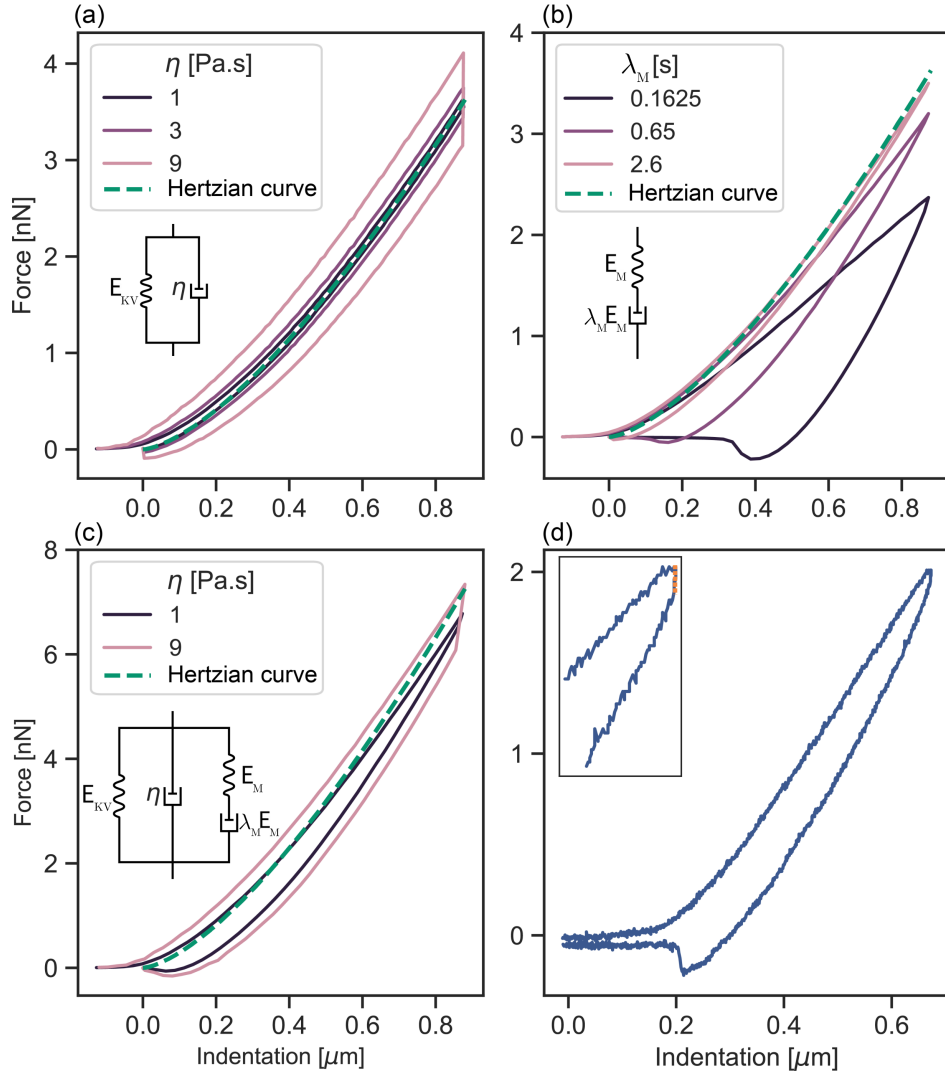 (a)
η [Pa.s]
1
3
9
Hertzian curve
E_KV
η
4
3
2
1
0
Force [nN]
0.0 0.2 0.4 0.6 0.8
(b)
λ_M [s]
0.1625
0.65
2.6
Hertzian curve
E_M
λ_M E_M
4
3
2
1
0
0.0 0.2 0.4 0.6 0.8
(c)
η [Pa.s]
1
9
Hertzian curve
E_KV
η
E_M
λ_M E_M
8
6
4
2
0
Force [nN]
0.0 0.2 0.4 0.6 0.8
Indentation [μm]
(d)
2
1
0
0.0 0.2 0.4 0.6
Indentation [μm]